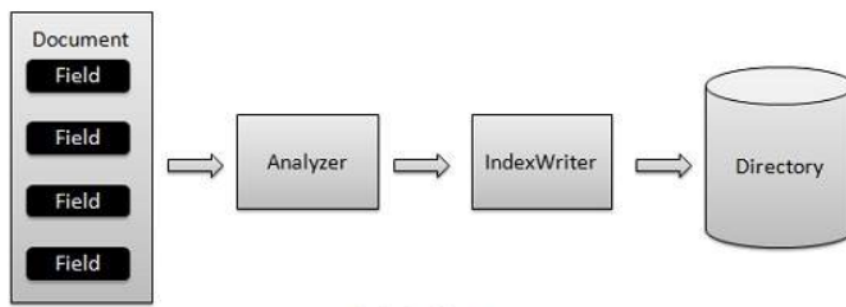 Document
Field
Field
Field
Field
Analyzer
IndexWriter
Directory